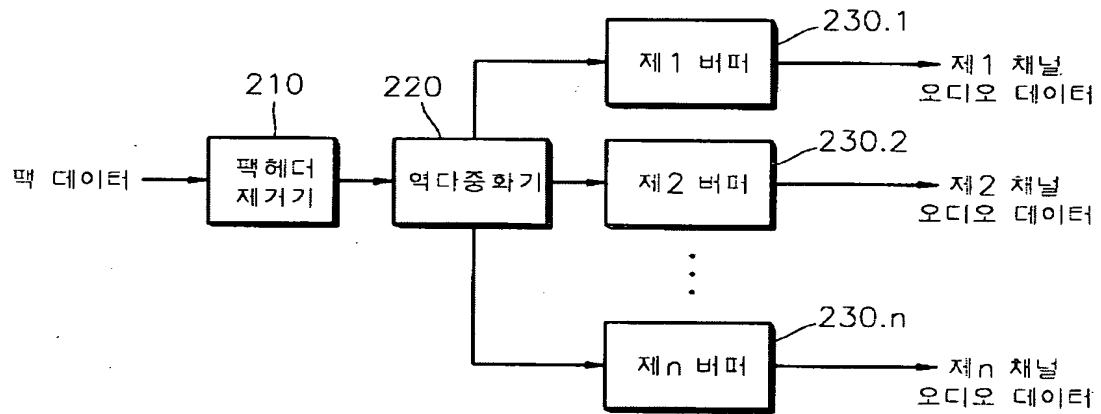 230.1
제1 버퍼
제1 채널
오디오 데이터
210
220
230.2
팩 데이터
팩헤더
제거기
역다중화기
제2 버퍼
제2 채널
오디오 데이터
230.n
제n 버퍼
제n 채널
오디오 데이터